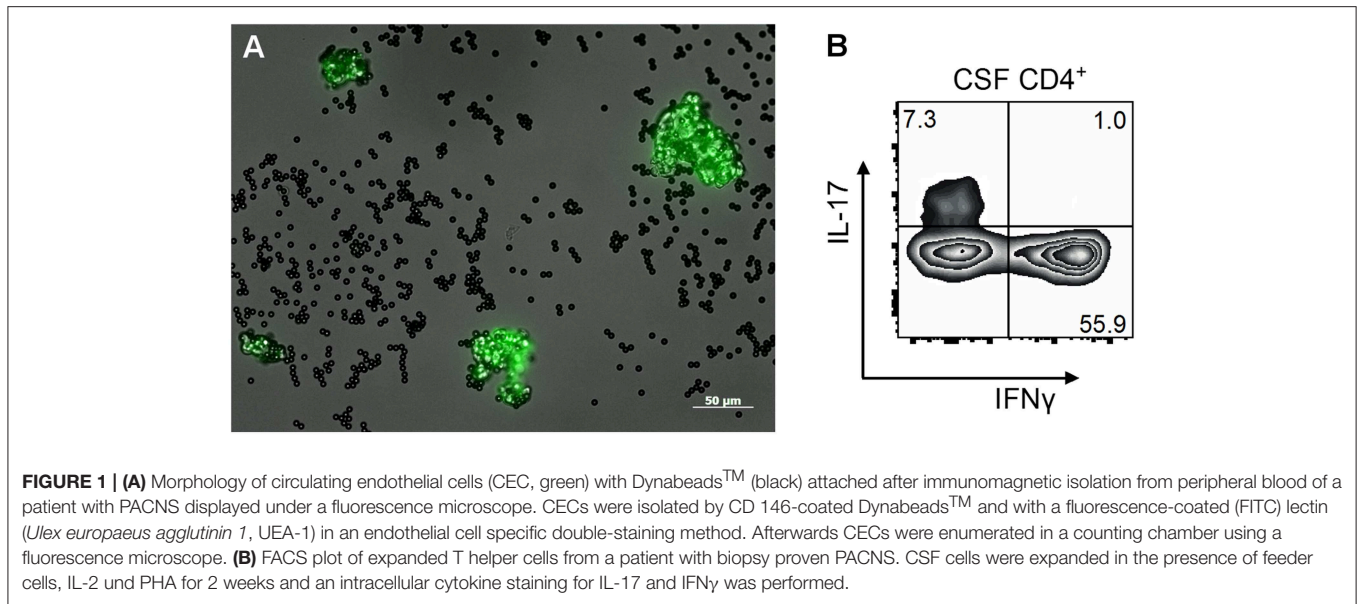 A
50 µm
B
CSF CD4+
7.3
1.0
IL-17
55.9
IFNγ
FIGURE 1 | (A) Morphology of circulating endothelial cells (CEC, green) with Dynabeads™ (black) attached after immunomagnetic isolation from peripheral blood of a
patient with PACNS displayed under a fluorescence microscope. CECs were isolated by CD 146-coated Dynabeads™ and with a fluorescence-coated (FITC) lectin
(Ulex europaeus agglutinin 1, UEA-1) in an endothelial cell specific double-staining method. Afterwards CECs were enumerated in a counting chamber using a
fluorescence microscope. (B) FACS plot of expanded T helper cells from a patient with biopsy proven PACNS. CSF cells were expanded in the presence of feeder
cells, IL-2 und PHA for 2 weeks and an intracellular cytokine staining for IL-17 and IFNγ was performed.